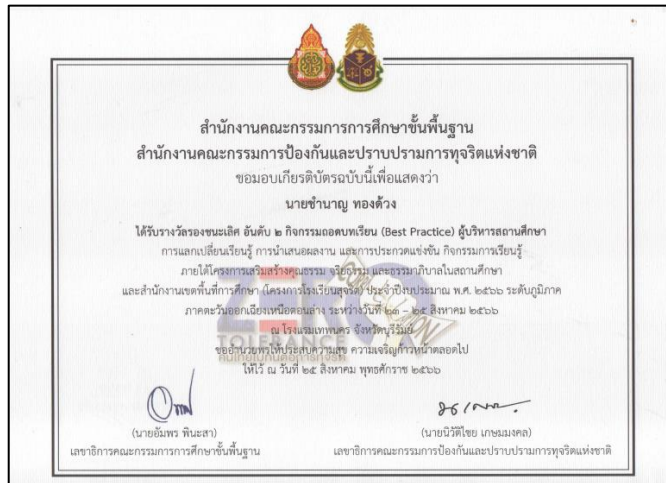 สำนักงานคณะกรรมการการศึกษาขั้นพื้นฐาน
สำนักงานคณะกรรมการป้องกันและปราบปรามการทุจริตแห่งชาติ
ขอมอบเกียรติบัตรฉบับนี้เพื่อแสดงว่า
นายชำนาญ ทองด้วง
ได้รับรางวัลรองชนะเลิศ อันดับ ๒ กิจกรรมถอดบทเรียน (Best Practice) ผู้บริหารสถานศึกษา
การแลกเปลี่ยนเรียนรู้ การนำเสนอผลงาน และการประกวดแข่งขัน กิจกรรมการเรียนรู้
ภายใต้โครงการเสริมสร้างคุณธรรม จริยธรรม และธรรมาภิบาลในสถานศึกษา
และสำนักงานเขตพื้นที่การศึกษา (โครงการโรงเรียนสุจริต) ประจำปีงบประมาณ พ.ศ. ๒๕๖๖ ระดับภูมิภาค
ภาคตะวันออกเฉียงเหนือตอนล่าง ระหว่างวันที่ ๒๓ – ๒๕ สิงหาคม ๒๕๖๖
ณ โรงแรมเทพนคร จังหวัดบุรีรัมย์
ขออำนวยพรให้ประสบความสุข ความเจริญก้าวหน้าตลอดไป
ให้ไว้ ณ วันที่ ๒๕ สิงหาคม พุทธศักราช ๒๕๖๖
ZERO
TOLERANCE
คนไทยไม่ทนต่อการทุจริต
(นายอัมพร พินะสา)
เลขาธิการคณะกรรมการการศึกษาขั้นพื้นฐาน
(นายนิวัติไชย เกษมมงคล)
เลขาธิการคณะกรรมการป้องกันและปราบปรามการทุจริตแห่งชาติ